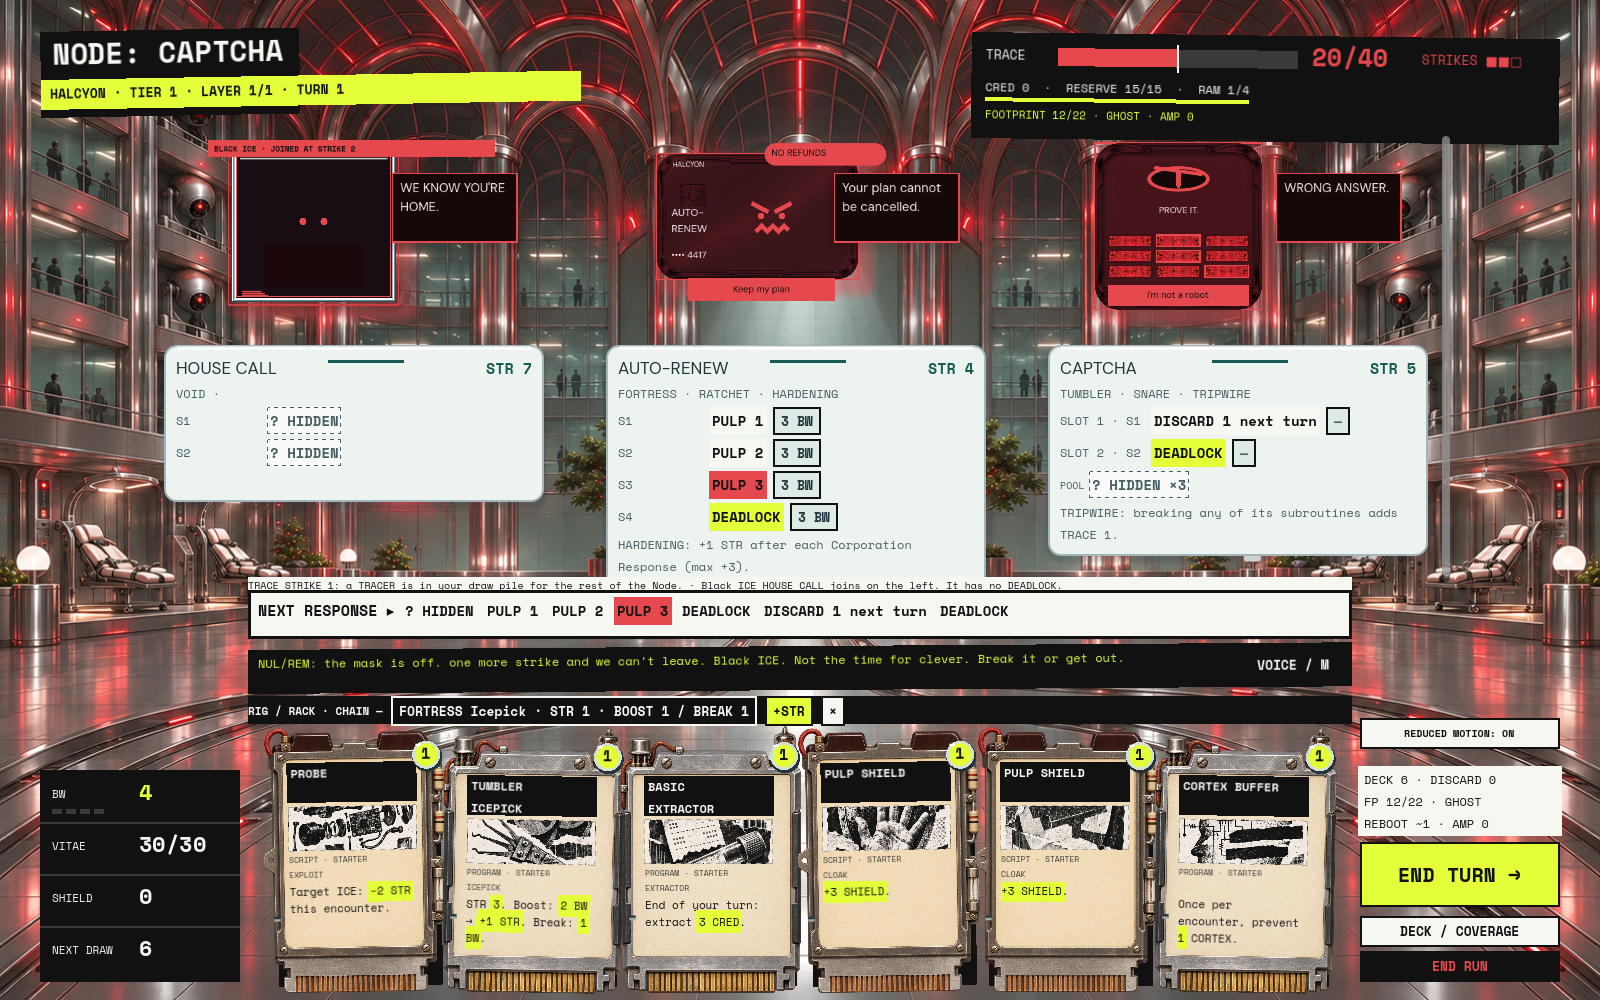 NODE: CAPTCHA
HALCYON · TIER 1 · LAYER 1/1 · TURN 1
TRACE 20/40 STRIKES
CRED 0 · RESERVE 15/15 · RAM 1/4
FOOTPRINT 12/22 · GHOST · AMP 0
BLACK ICE · JOINED AT STRIKE 2
WE KNOW YOU'RE
HOME.
HALCYON
NO REFUNDS
AUTO-
RENEW
•••• 4417
Keep my plan
Your plan cannot
be cancelled.
PROVE IT.
I'm not a robot
WRONG ANSWER.
HOUSE CALL STR 7
VOID ·
S1 ? HIDDEN
S2 ? HIDDEN
AUTO-RENEW STR 4
FORTRESS · RATCHET · HARDENING
S1 PULP 1 3 BW
S2 PULP 2 3 BW
S3 PULP 3 3 BW
S4 DEADLOCK 3 BW
HARDENING: +1 STR after each Corporation
Response (max +3).
CAPTCHA STR 5
TUMBLER · SNARE · TRIPWIRE
SLOT 1 · S1 DISCARD 1 next turn —
SLOT 2 · S2 DEADLOCK —
POOL ? HIDDEN ×3
TRIPWIRE: breaking any of its subroutines adds
TRACE 1.
TRACE STRIKE 1: a TRACER is in your draw pile for the rest of the Node. · Black ICE HOUSE CALL joins on the left. It has no DEADLOCK.
NEXT RESPONSE ▸ ? HIDDEN PULP 1 PULP 2 PULP 3 DEADLOCK DISCARD 1 next turn DEADLOCK
NUL/REM: the mask is off. one more strike and we can't leave. Black ICE. Not the time for clever. Break it or get out.
VOICE / M
RIG / RACK · CHAIN — FORTRESS Icepick · STR 1 · BOOST 1 / BREAK 1 +STR ×
BW 4
VITAE 30/30
SHIELD 0
NEXT DRAW 6
1
PROBE
SCRIPT · STARTER
EXPLOIT
Target ICE: -2 STR
this encounter.
1
TUMBLER
ICEPICK
PROGRAM · STARTER
ICEPICK
STR 3. Boost: 2 BW
→ +1 STR. Break: 1
BW.
1
BASIC
EXTRACTOR
PROGRAM · STARTER
EXTRACTOR
End of your turn:
extract 3 CRED.
1
PULP SHIELD
SCRIPT · STARTER
CLOAK
+3 SHIELD.
1
PULP SHIELD
SCRIPT · STARTER
CLOAK
+3 SHIELD.
1
CORTEX BUFFER
PROGRAM · STARTER
Once per
encounter, prevent
1 CORTEX.
REDUCED MOTION: ON
DECK 6 · DISCARD 0
FP 12/22 · GHOST
REBOOT ~1 · AMP 0
END TURN →
DECK / COVERAGE
END RUN